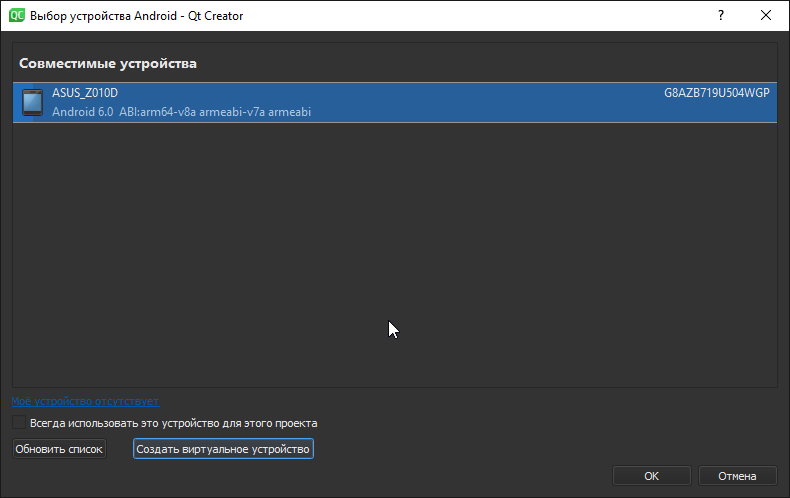 QC Выбор устройства Android - Qt Creator ?
Совместимые устройства
ASUS_Z010D G8AZB719U504WGP
Android 6.0 ABI:arm64-v8a armeabi-v7a armeabi
Моё устройство отсутствует
Всегда использовать это устройство для этого проекта
Обновить список Создать виртуальное устройство
OK Отмена